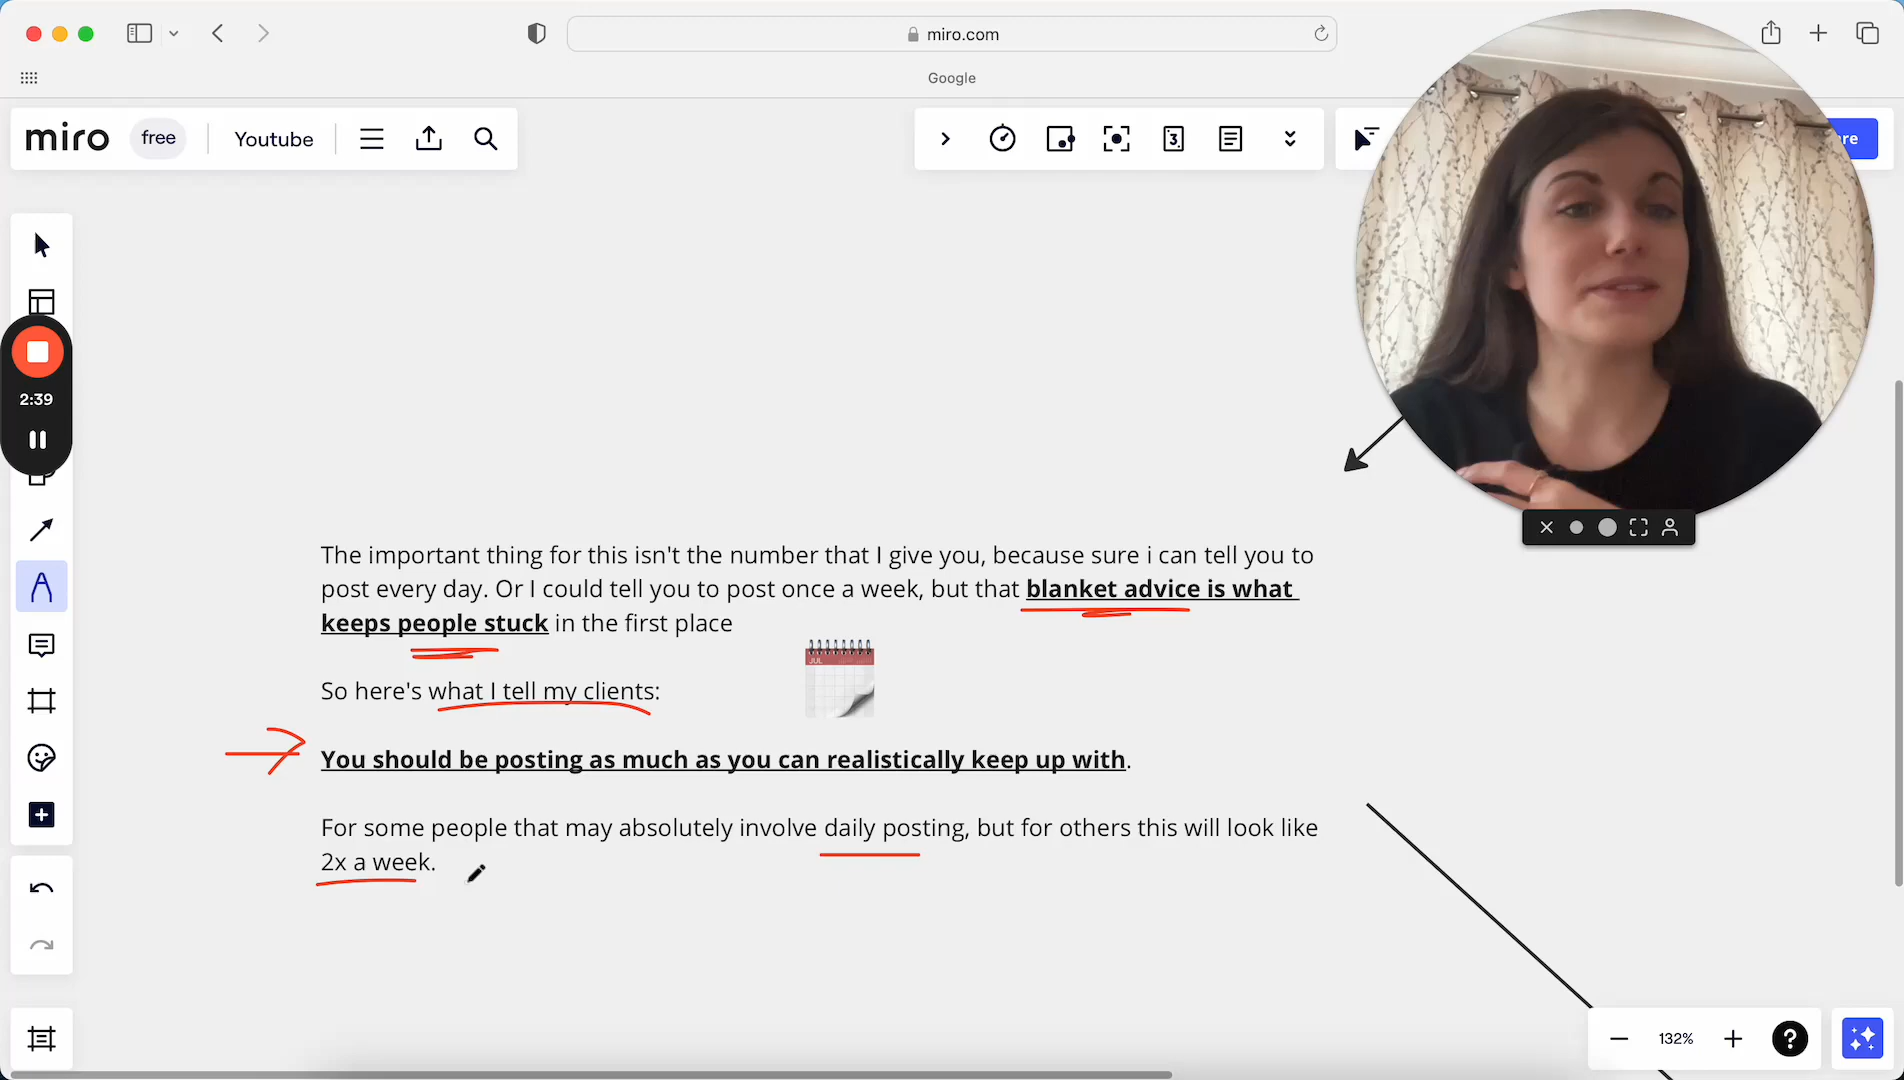 miro.com
Google
miro free Youtube
3
re
2:39
The important thing for this isn't the number that I give you, because sure i can tell you to
post every day. Or I could tell you to post once a week, but that blanket advice is what
keeps people stuck in the first place
JUL
So here's what I tell my clients:
You should be posting as much as you can realistically keep up with.
For some people that may absolutely involve daily posting, but for others this will look like
2x a week.
132%
?